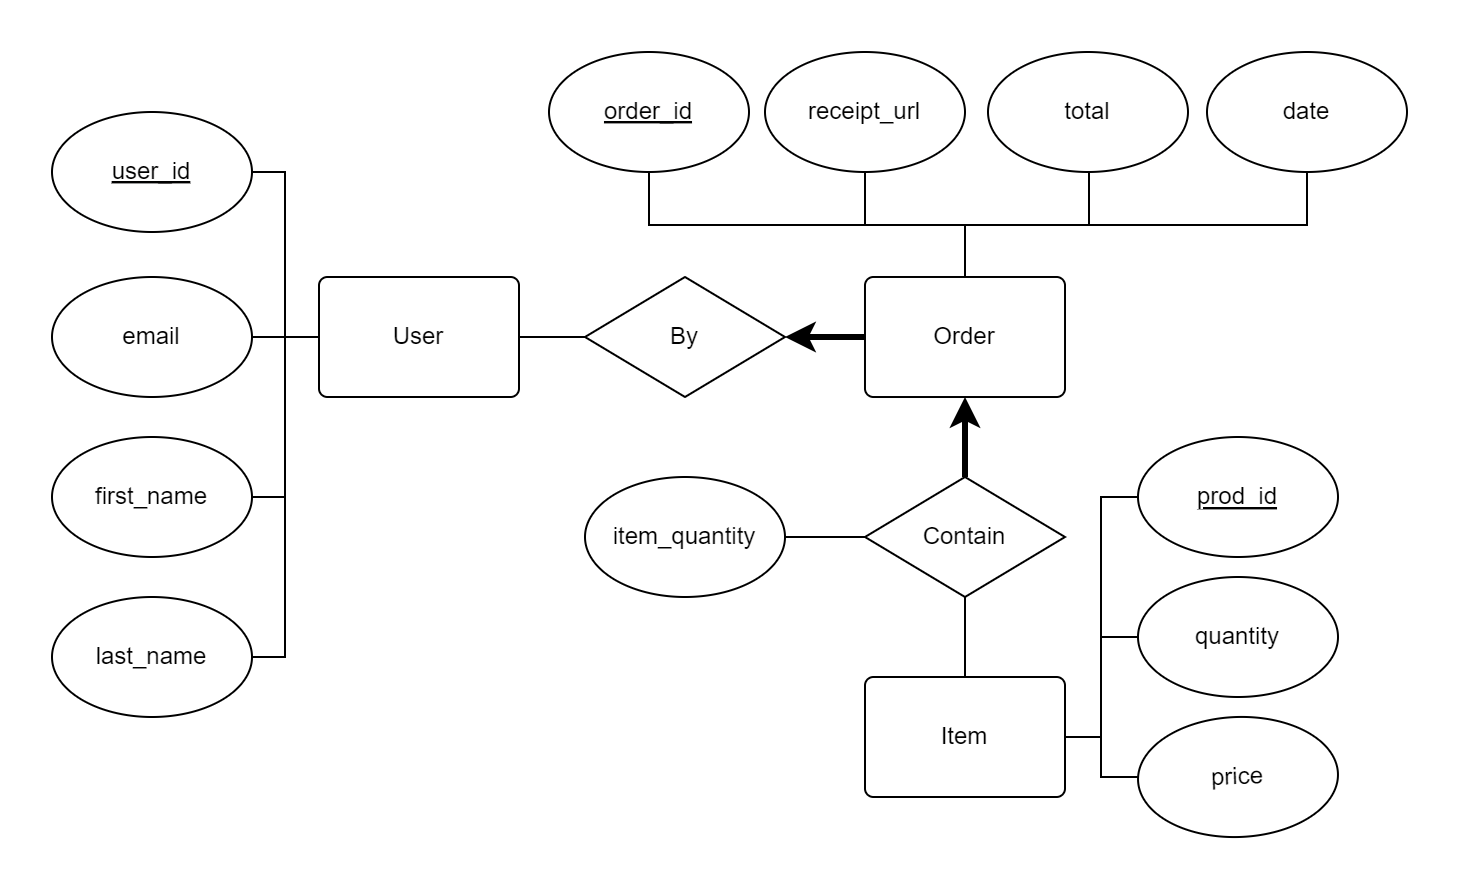 order_id
receipt_url
total
date
user_id
email
User
By
Order
first_name
item_quantity
Contain
prod_id
quantity
last_name
Item
price